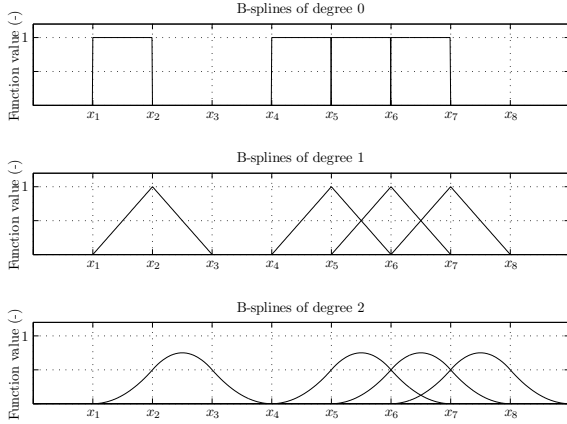 B-splines of degree 0
Function value (-)
1
x1 x2 x3 x4 x5 x6 x7 x8
B-splines of degree 1
Function value (-)
1
x1 x2 x3 x4 x5 x6 x7 x8
B-splines of degree 2
Function value (-)
1
x1 x2 x3 x4 x5 x6 x7 x8